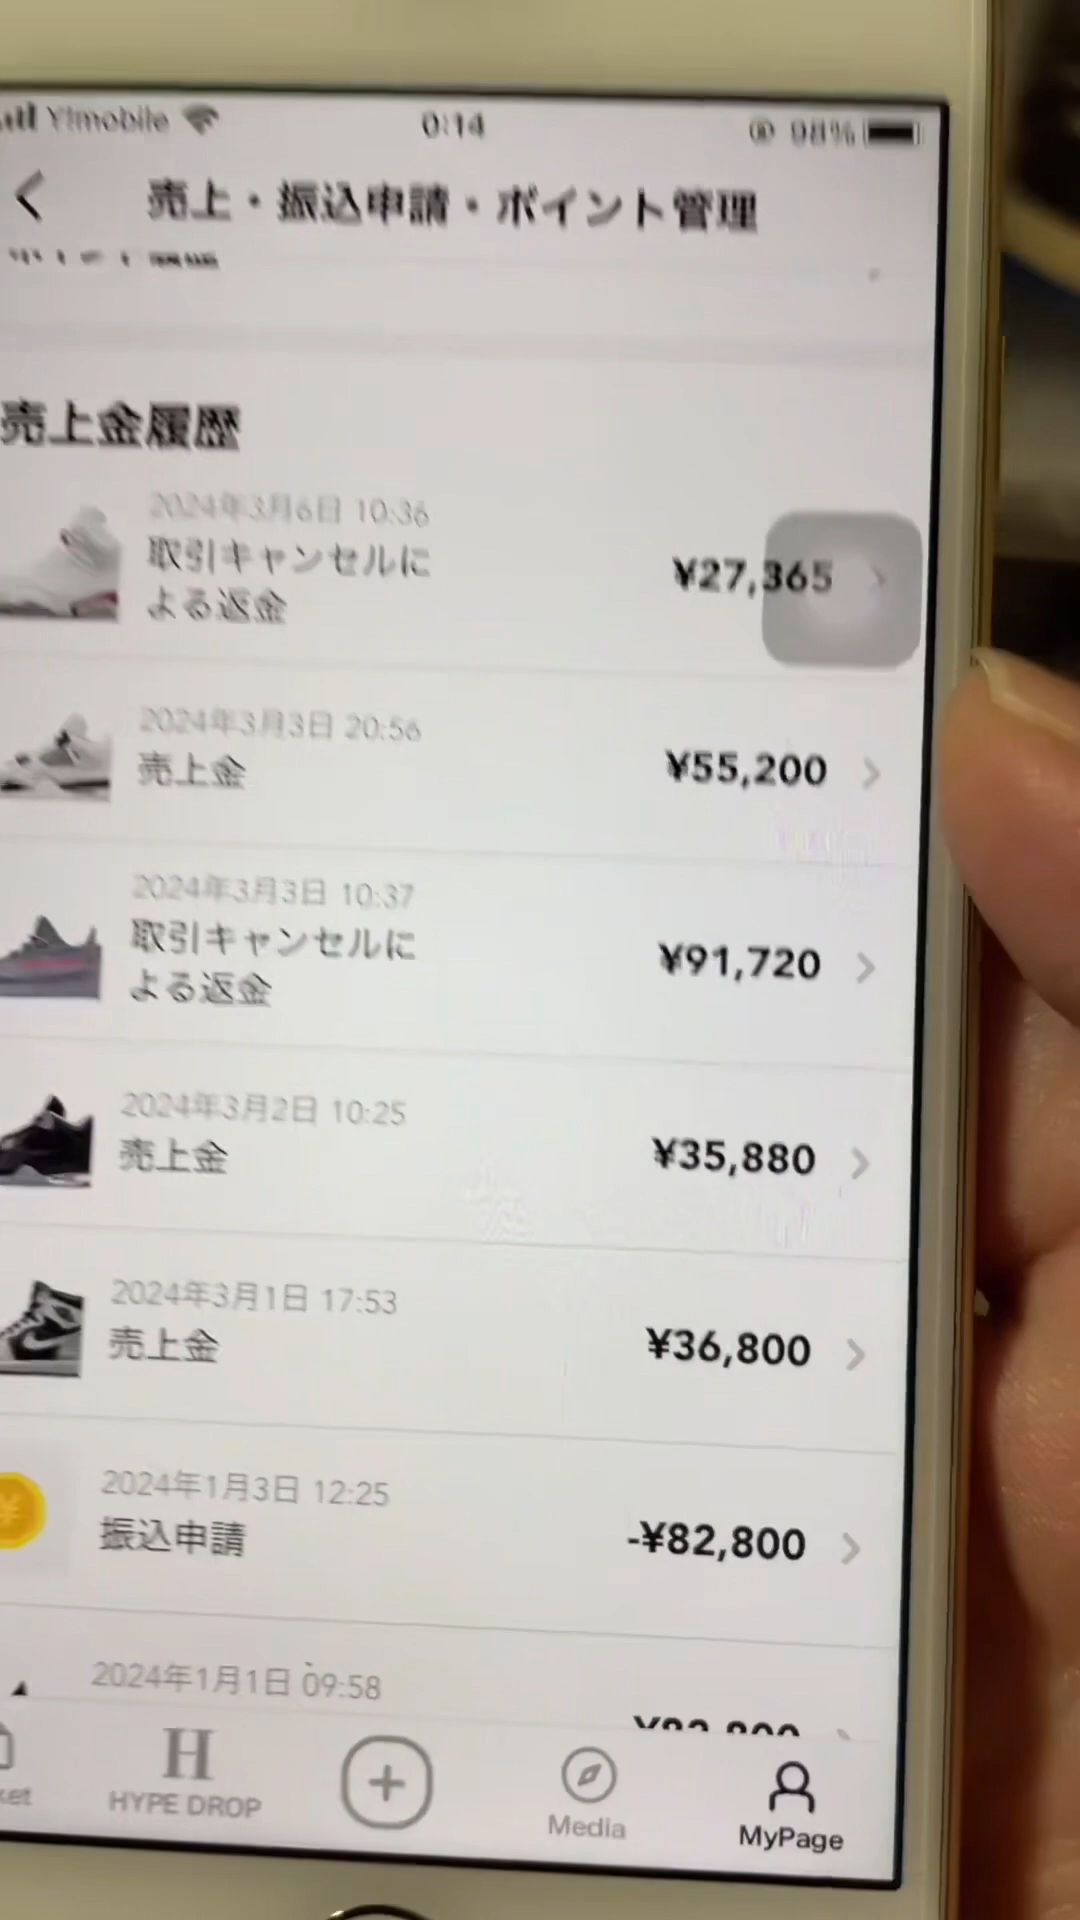 Y!mobile
0:14
98%
売上・振込申請・ポイント管理
売上金履歴
2024年3月6日 10:36
取引キャンセルに
よる返金
¥27,365
2024年3月3日 20:56
売上金
¥55,200
2024年3月3日 10:37
取引キャンセルに
よる返金
¥91,720
2024年3月2日 10:25
売上金
¥35,880
2024年3月1日 17:53
売上金
¥36,800
2024年1月3日 12:25
振込申請
-¥82,800
2024年1月1日 09:58
H
HYPE DROP
Media
MyPage